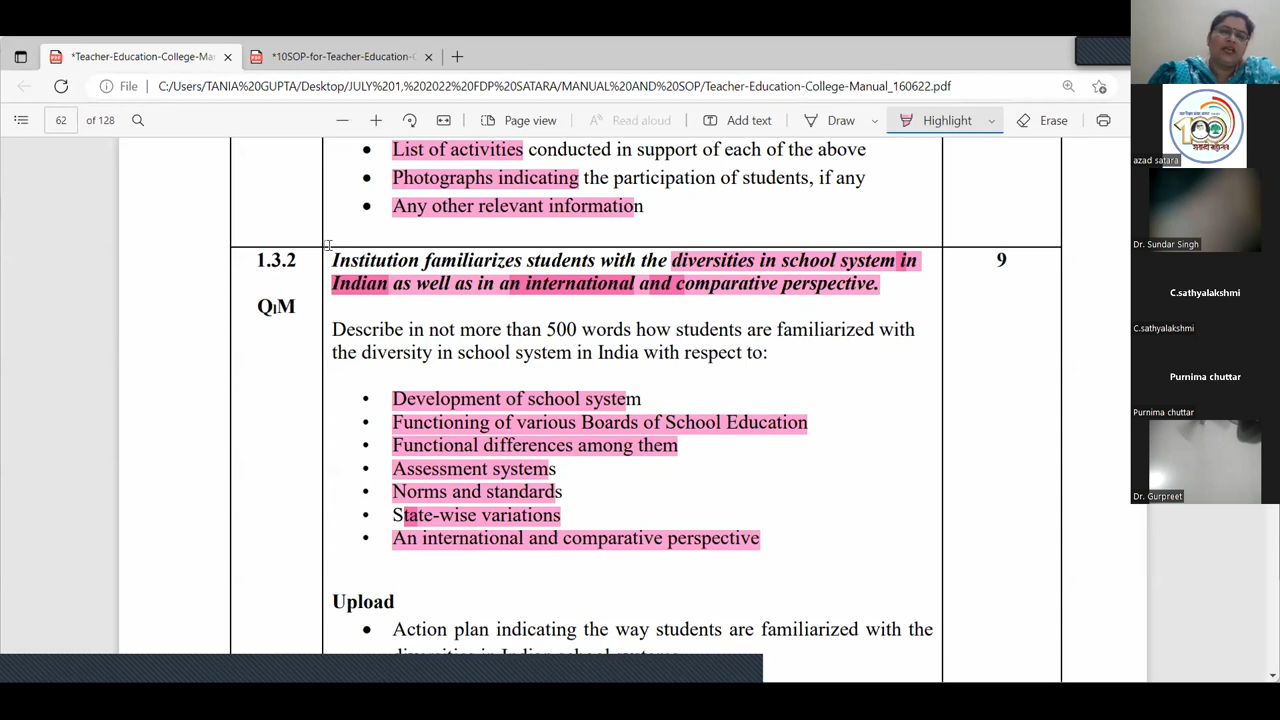 *Teacher-Education-College-Ma
*10SOP-for-Teacher-Education-
File
C:/Users/TANIA%20GUPTA/Desktop/JULY%201,%202022%20FDP%20SATARA/MANUAL%20AND%20SOP/Teacher-Education-College-Manual_160622.pdf
62 of 128
Page view
Read aloud
Add text
Draw
Highlight
Erase
• List of activities conducted in support of each of the above
• Photographs indicating the participation of students, if any
• Any other relevant information
1.3.2
QlM
Institution familiarizes students with the diversities in school system in
Indian as well as in an international and comparative perspective.
9
Describe in not more than 500 words how students are familiarized with
the diversity in school system in India with respect to:
• Development of school system
• Functioning of various Boards of School Education
• Functional differences among them
• Assessment systems
• Norms and standards
• State-wise variations
• An international and comparative perspective
Upload
• Action plan indicating the way students are familiarized with the
diversities in Indian school systems
azad satara
100
Dr. Sundar Singh
C.sathyalakshmi
C.sathyalakshmi
Purnima chuttar
Purnima chuttar
Dr. Gurpreet